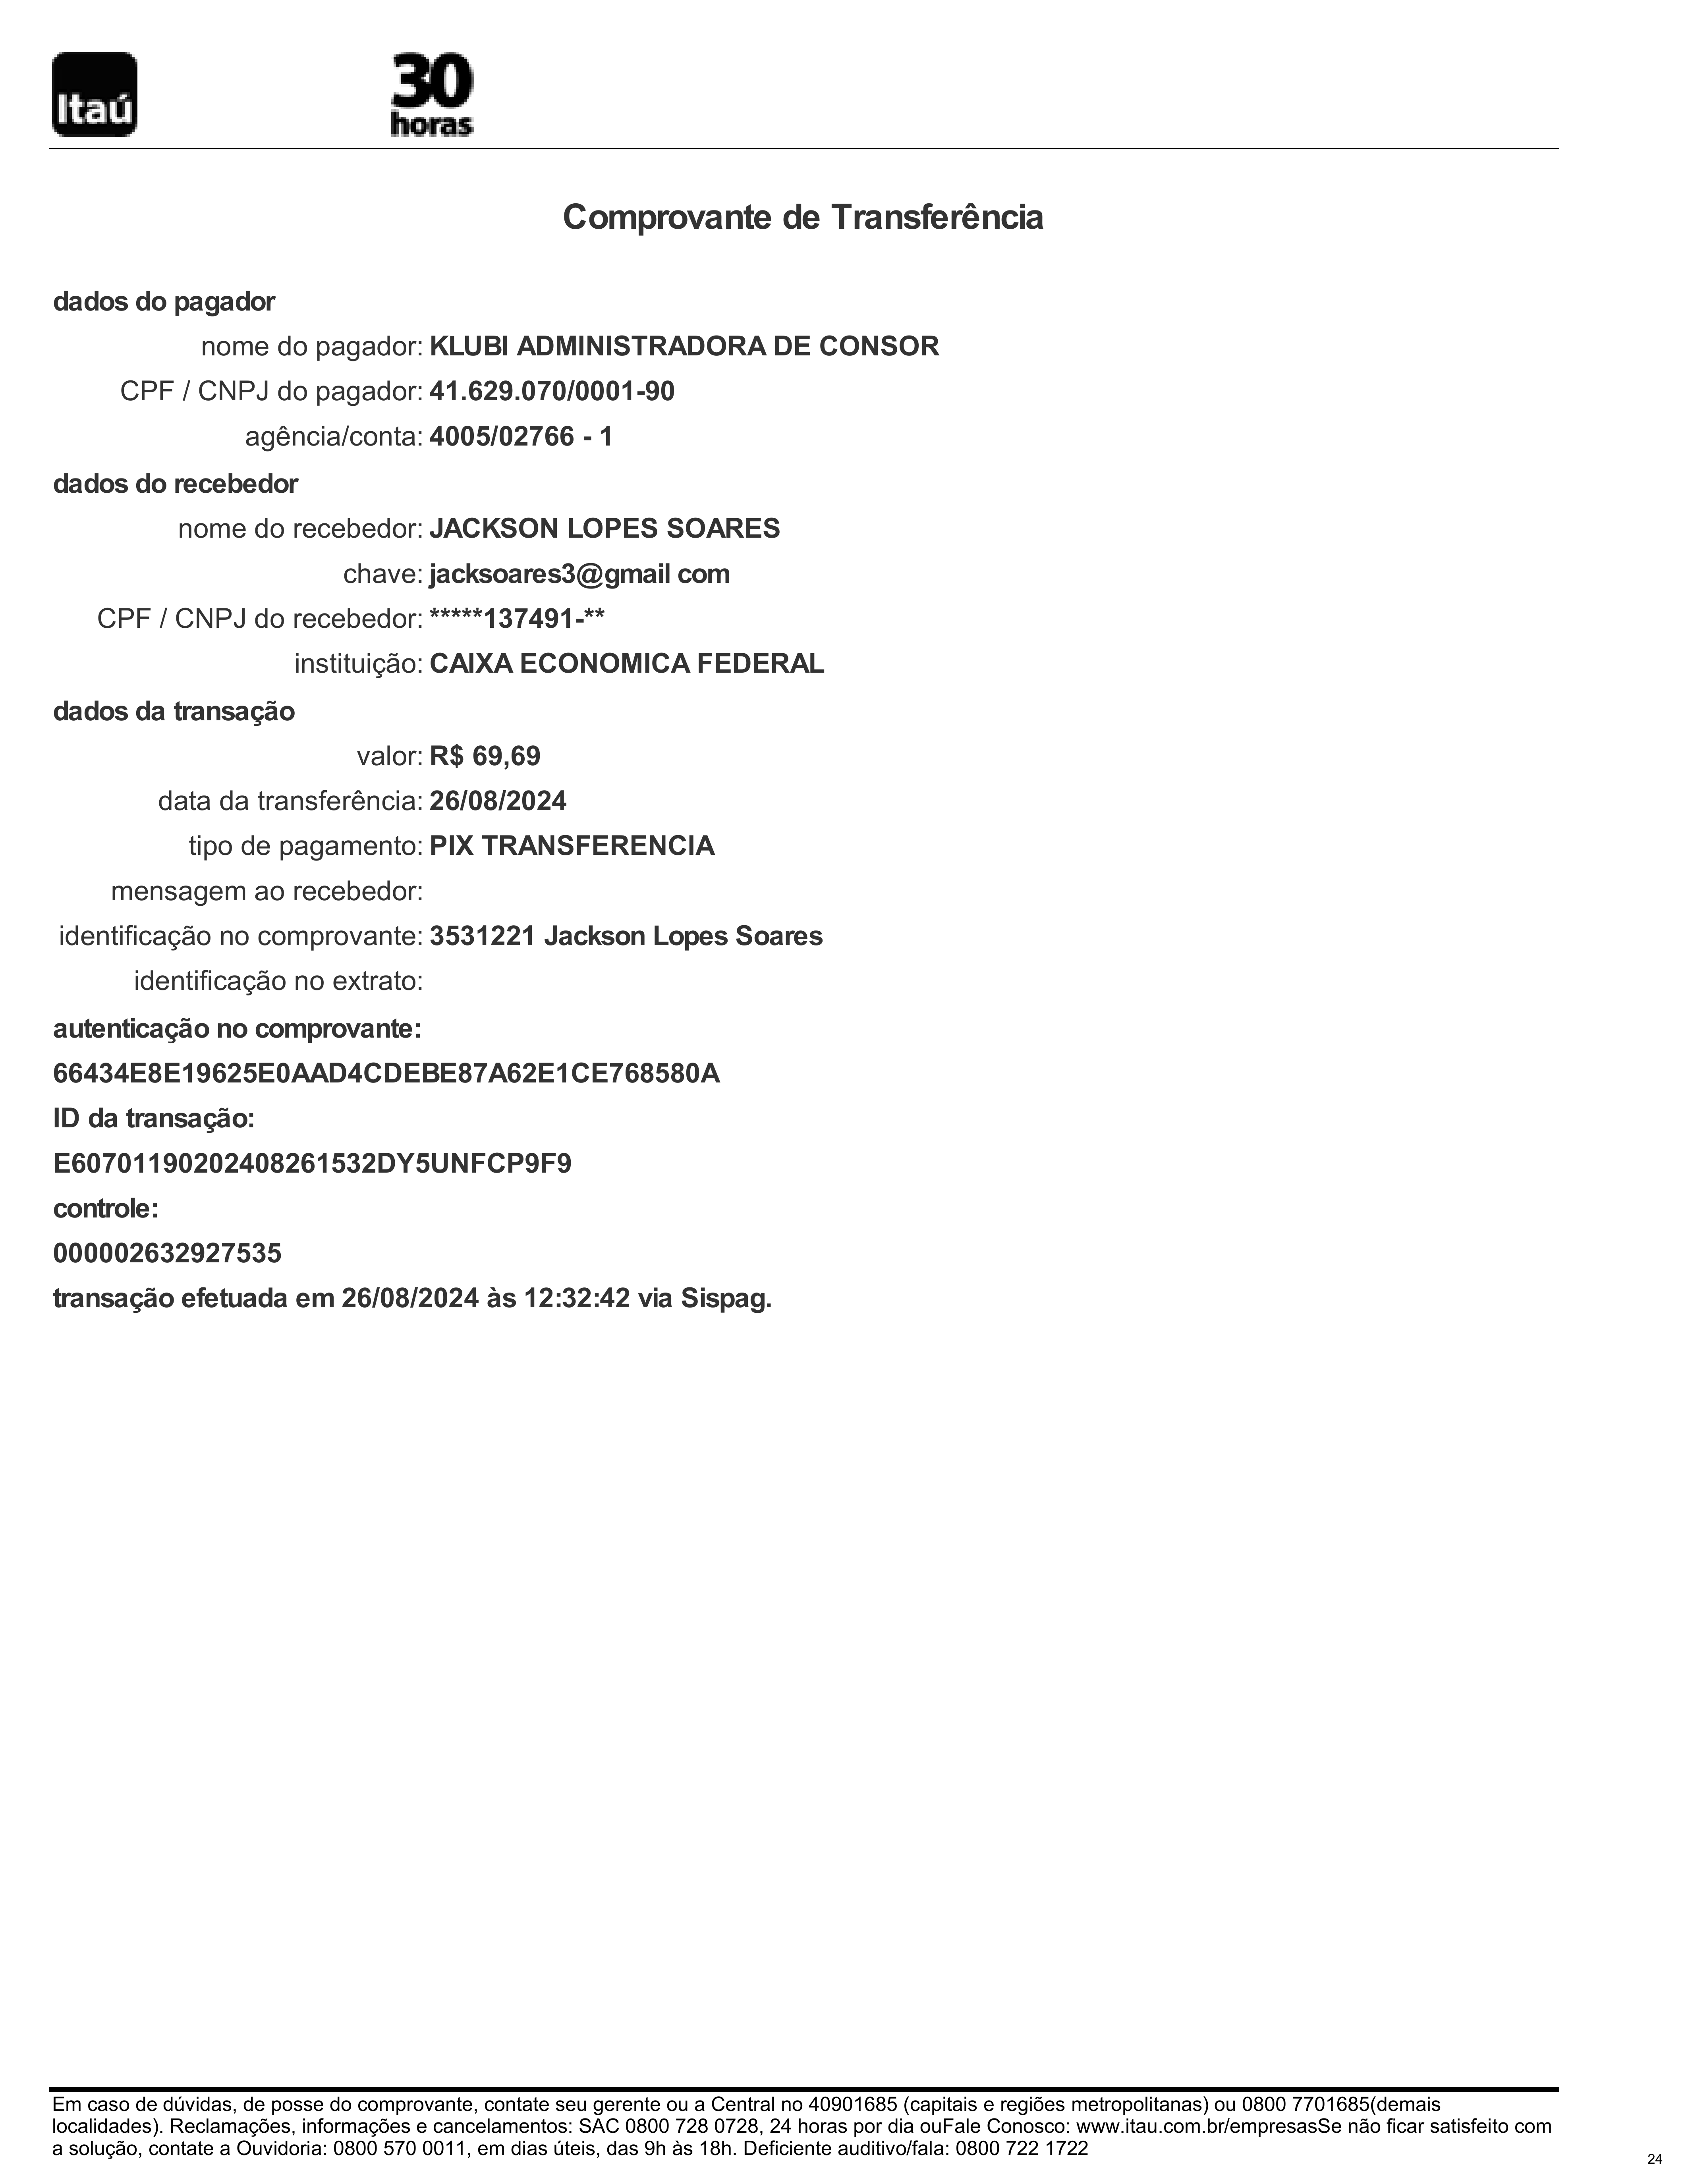 Itaú
30
horas
Comprovante de Transferência
dados do pagador
nome do pagador: KLUBI ADMINISTRADORA DE CONSOR
CPF / CNPJ do pagador: 41.629.070/0001-90
agência/conta: 4005/02766 - 1
dados do recebedor
nome do recebedor: JACKSON LOPES SOARES
chave: jacksoares3@gmail com
CPF / CNPJ do recebedor: *****137491-**
instituição: CAIXA ECONOMICA FEDERAL
dados da transação
valor: R$ 69,69
data da transferência: 26/08/2024
tipo de pagamento: PIX TRANSFERENCIA
mensagem ao recebedor:
identificação no comprovante: 3531221 Jackson Lopes Soares
identificação no extrato:
autenticação no comprovante:
66434E8E19625E0AAD4CDEBE87A62E1CE768580A
ID da transação:
E60701190202408261532DY5UNFCP9F9
controle:
000002632927535
transação efetuada em 26/08/2024 às 12:32:42 via Sispag.
Em caso de dúvidas, de posse do comprovante, contate seu gerente ou a Central no 40901685 (capitais e regiões metropolitanas) ou 0800 7701685(demais
localidades). Reclamações, informações e cancelamentos: SAC 0800 728 0728, 24 horas por dia ouFale Conosco: www.itau.com.br/empresasSe não ficar satisfeito com
a solução, contate a Ouvidoria: 0800 570 0011, em dias úteis, das 9h às 18h. Deficiente auditivo/fala: 0800 722 1722
24